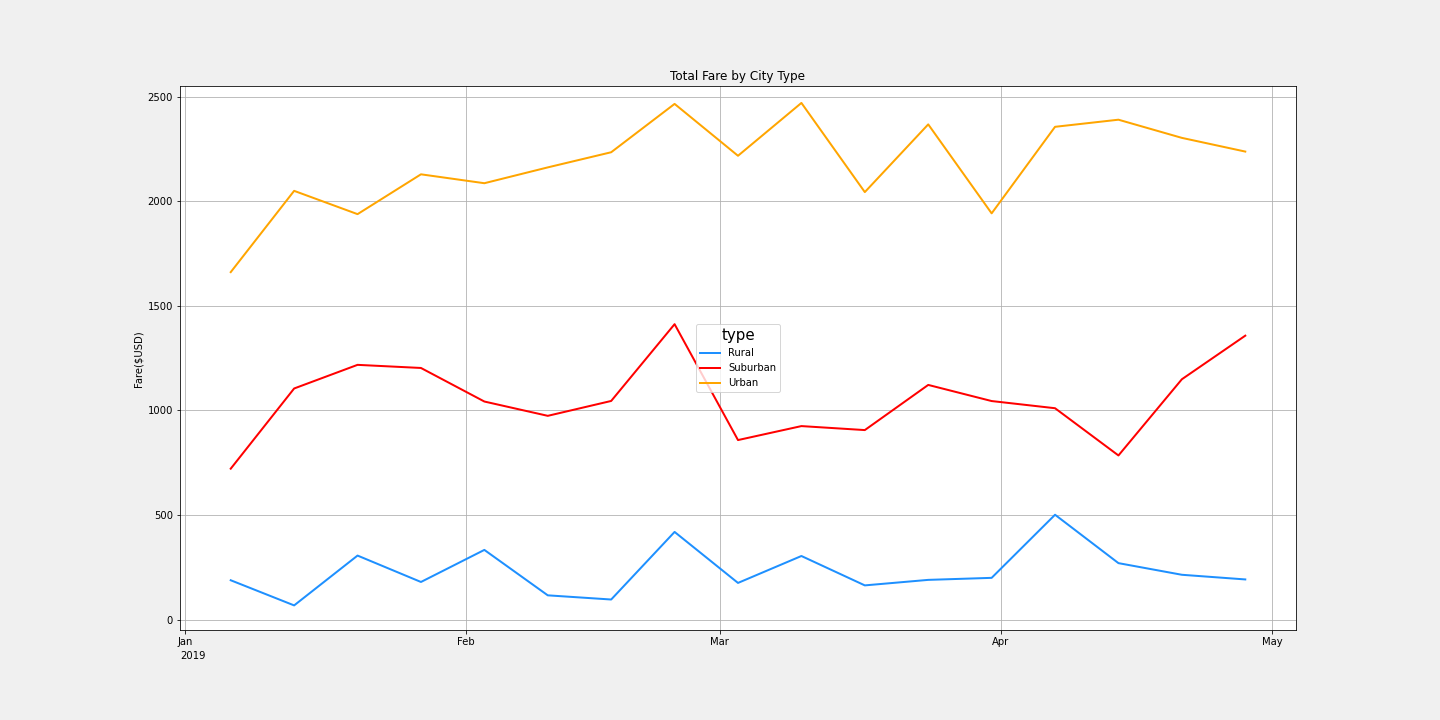 Total Fare by City Type
2500
2000
1500
1000
500
0
Fare($USD)
type
Rural
Suburban
Urban
Jan
Feb
Mar
Apr
May
2019